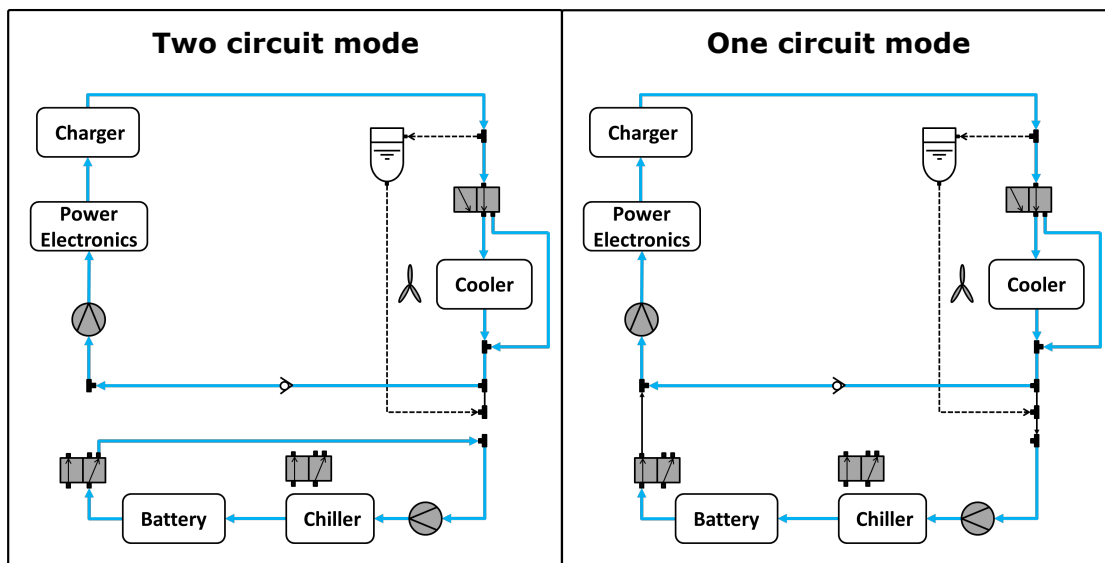 Two circuit mode
Charger
Power
Electronics
Cooler
Battery
Chiller
One circuit mode
Charger
Power
Electronics
Cooler
Battery
Chiller